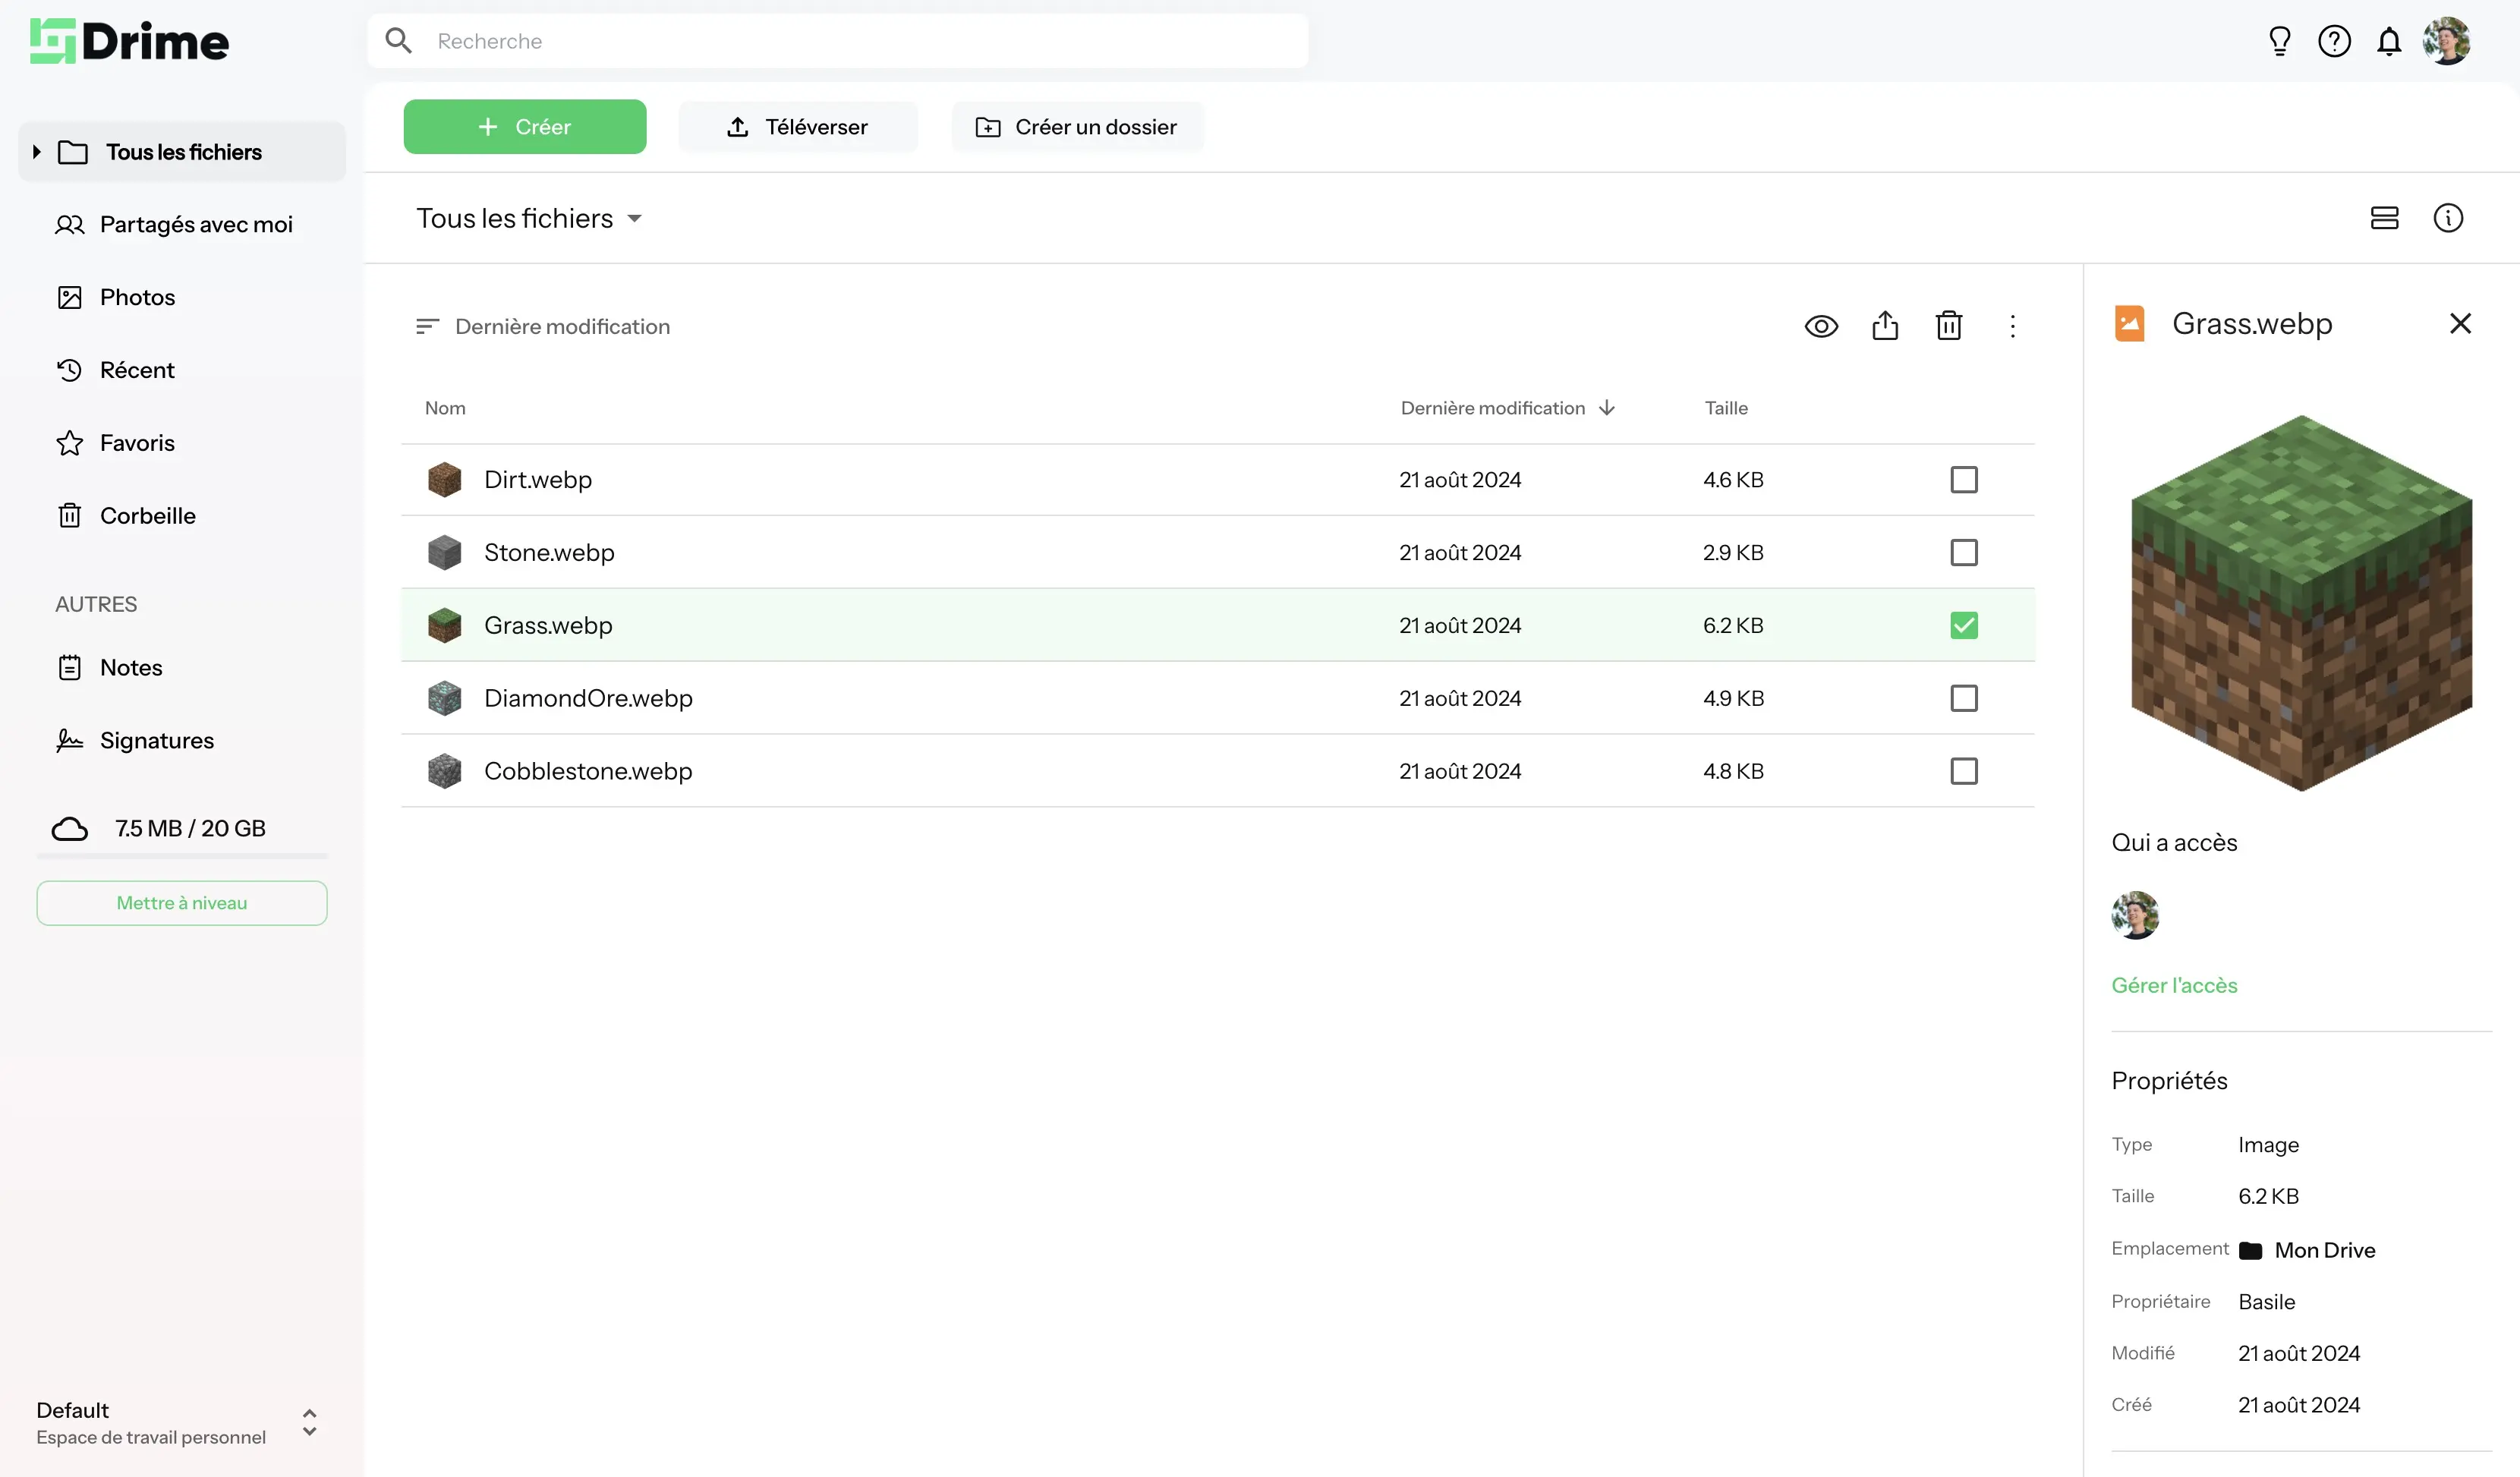 Drime
Recherche
Tous les fichiers
Partagés avec moi
Photos
Récent
Favoris
Corbeille
AUTRES
Notes
Signatures
7.5 MB / 20 GB
Mettre à niveau
Default
Espace de travail personnel
Créer
Téléverser
Créer un dossier
Tous les fichiers
Dernière modification
Nom Dernière modification Taille
Dirt.webp 21 août 2024 4.6 KB
Stone.webp 21 août 2024 2.9 KB
Grass.webp 21 août 2024 6.2 KB
DiamondOre.webp 21 août 2024 4.9 KB
Cobblestone.webp 21 août 2024 4.8 KB
Grass.webp
Qui a accès
Gérer l'accès
Propriétés
Type Image
Taille 6.2 KB
Emplacement Mon Drive
Propriétaire Basile
Modifié 21 août 2024
Créé 21 août 2024